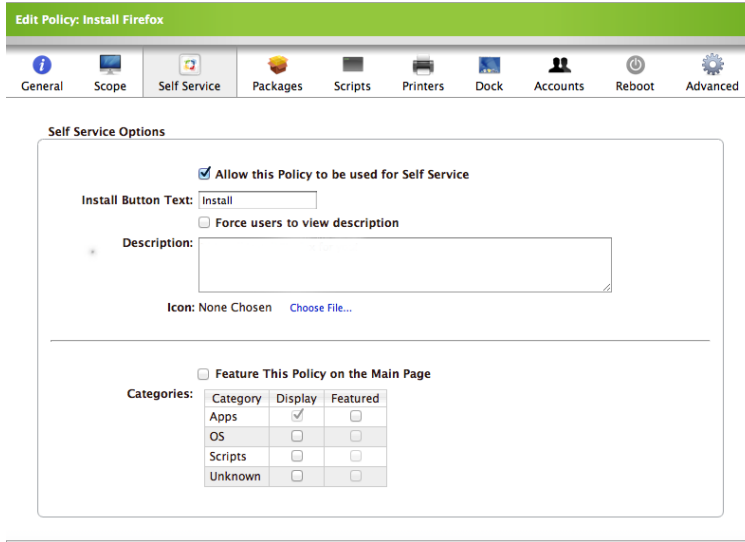 Edit Policy: Install Firefox
General Scope Self Service Packages Scripts Printers Dock Accounts Reboot Advanced
Self Service Options
Allow this Policy to be used for Self Service
Install Button Text: Install
Force users to view description
Description:
Icon: None Chosen Choose File...
Feature This Policy on the Main Page
Categories:
Category Display Featured
Apps
OS
Scripts
Unknown